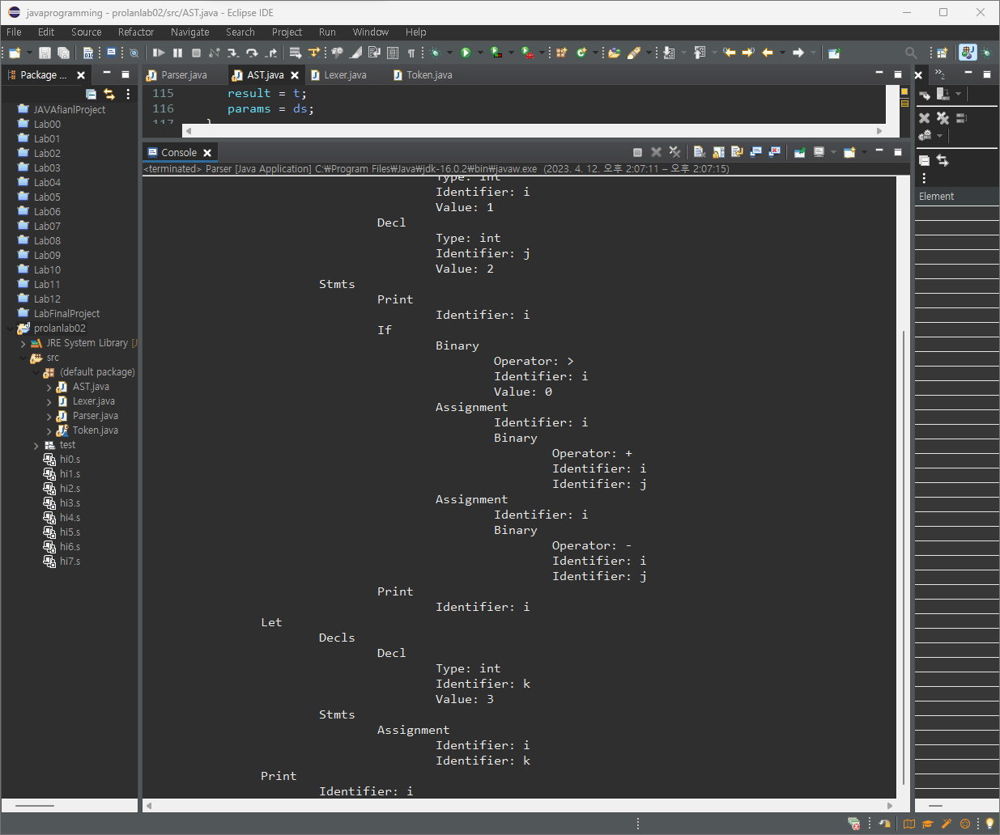 javaprogramming - prolanlab02/src/AST.java - Eclipse IDE
File Edit Source Refactor Navigate Search Project Run Window Help
Package ...
Parser.java AST.java Lexer.java Token.java
115 result = t;
116 params = ds;
117 }
Console
<terminated> Parser [Java Application] C:₩Program Files₩Java₩jdk-16.0.2₩bin₩javaw.exe (2023. 4. 12. 오후 2:07:11 – 오후 2:07:15)
JAVAfianlProject
Lab00
Lab01
Lab02
Lab03
Lab04
Lab05
Lab06
Lab07
Lab08
Lab09
Lab10
Lab11
Lab12
LabFinalProject
prolanlab02
JRE System Library [J
src
(default package)
AST.java
Lexer.java
Parser.java
Token.java
test
hi0.s
hi1.s
hi2.s
hi3.s
hi4.s
hi5.s
hi6.s
hi7.s
Type: int
Identifier: i
Value: 1
Decl
Type: int
Identifier: j
Value: 2
Stmts
Print
Identifier: i
If
Binary
Operator: >
Identifier: i
Value: 0
Assignment
Identifier: i
Binary
Operator: +
Identifier: i
Identifier: j
Assignment
Identifier: i
Binary
Operator: -
Identifier: i
Identifier: j
Print
Identifier: i
Let
Decls
Decl
Type: int
Identifier: k
Value: 3
Stmts
Assignment
Identifier: i
Identifier: k
Print
Identifier: i
2
Element